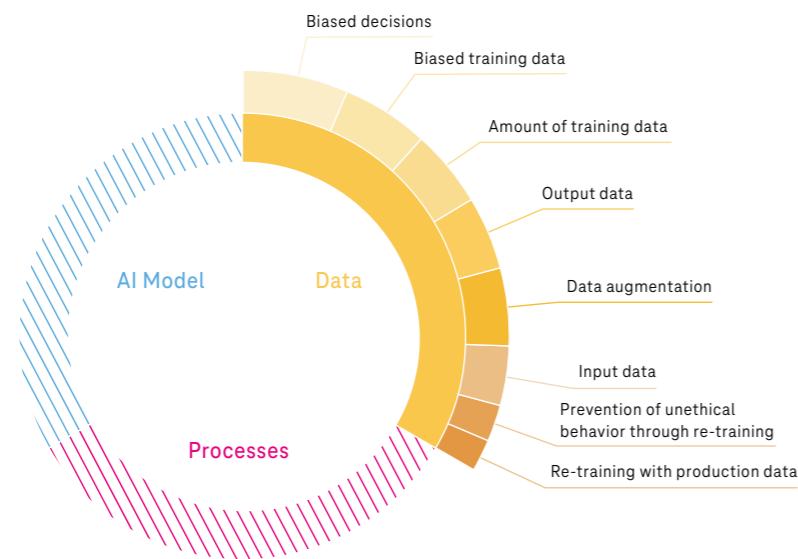 Biased decisions
Biased training data
Amount of training data
Output data
AI Model
Data
Data augmentation
Input data
Prevention of unethical
behavior through re-training
Processes
Re-training with production data